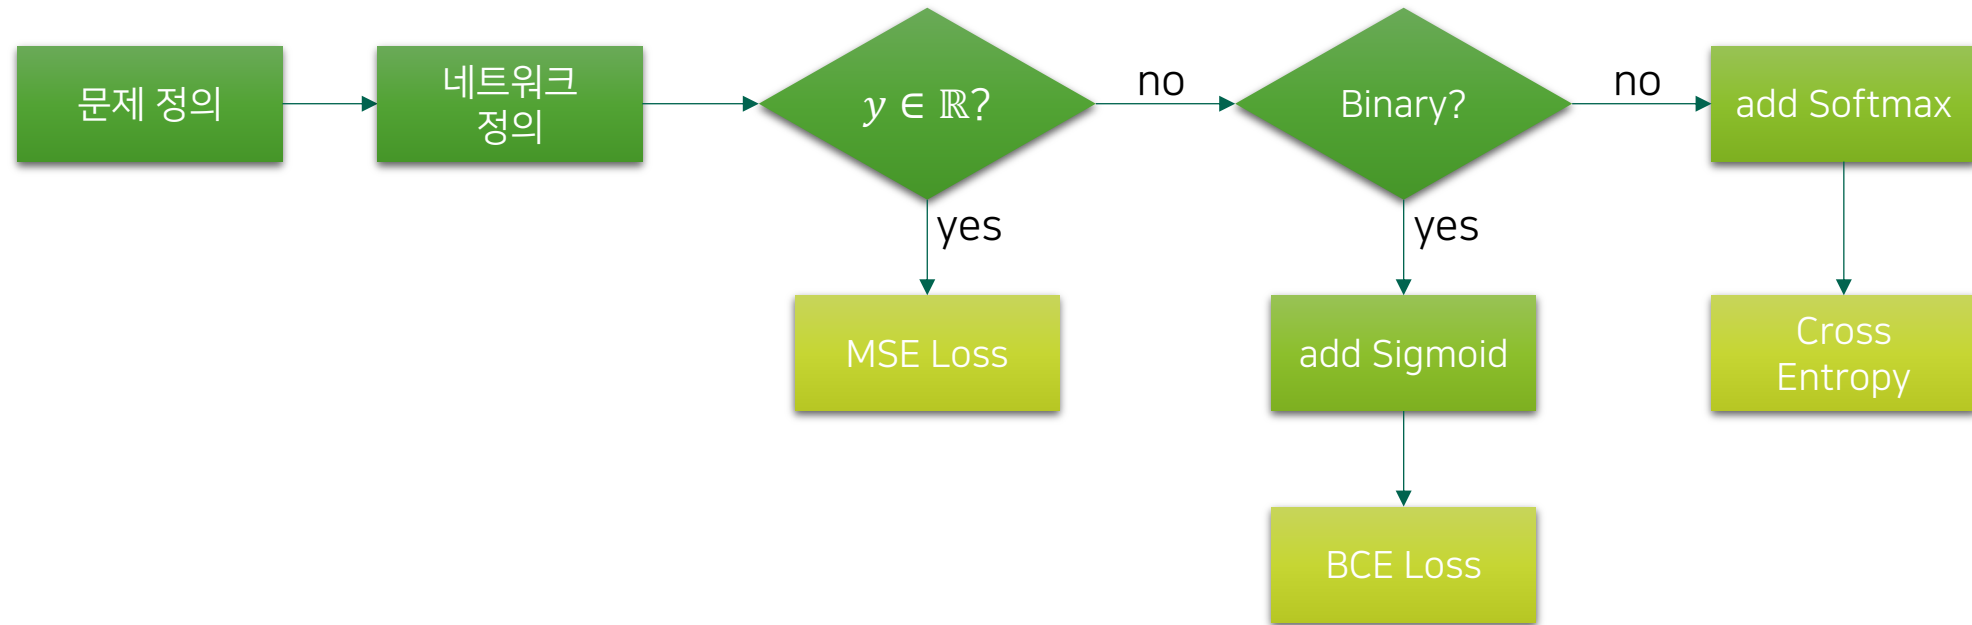 문제 정의
네트워크
정의
y ∈ ℝ?
no
Binary?
no
add Softmax
yes
yes
MSE Loss
add Sigmoid
Cross
Entropy
BCE Loss